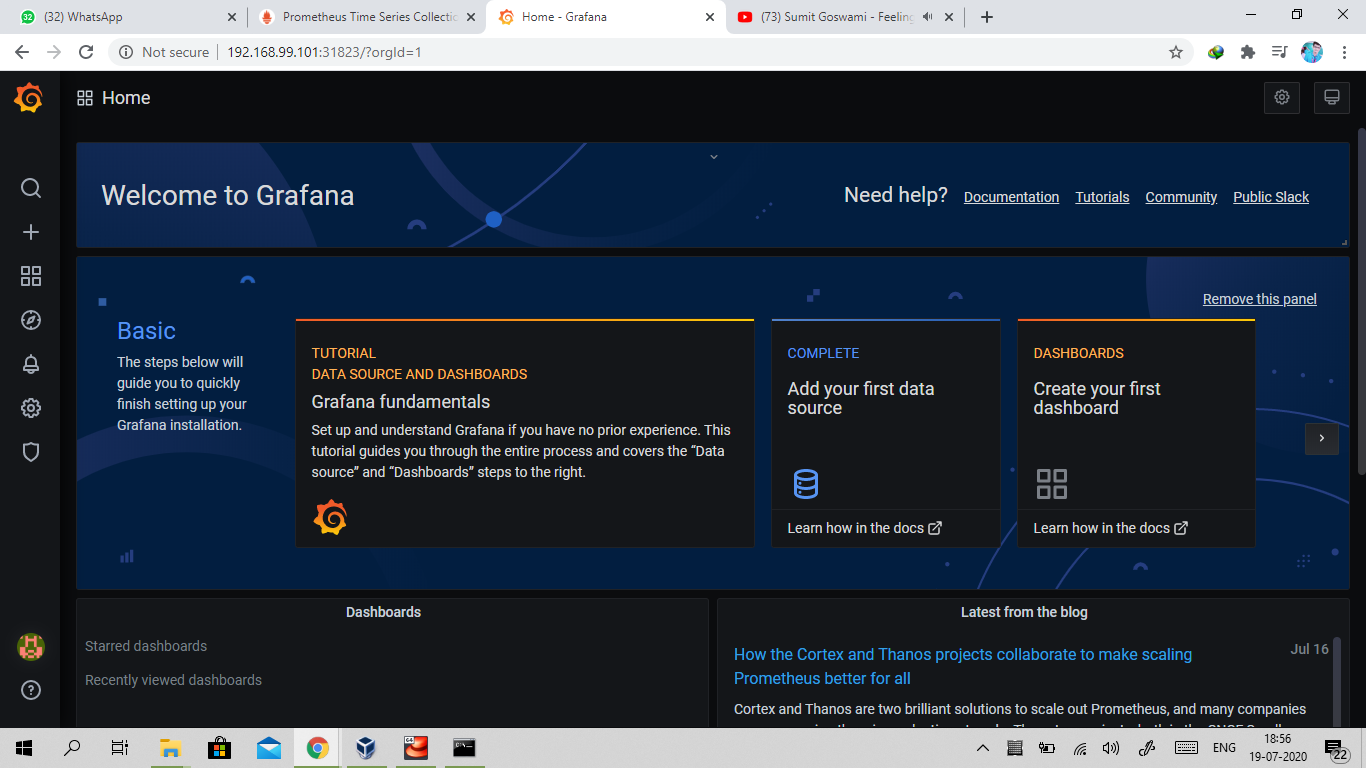 (32) WhatsApp
Prometheus Time Series Collectic
Home - Grafana
(73) Sumit Goswami - Feeling
Not secure
192.168.99.101:31823/?orgId=1
Home
Welcome to Grafana
Need help?
Documentation
Tutorials
Community
Public Slack
Remove this panel
Basic
The steps below will
guide you to quickly
finish setting up your
Grafana installation.
TUTORIAL
DATA SOURCE AND DASHBOARDS
Grafana fundamentals
Set up and understand Grafana if you have no prior experience. This
tutorial guides you through the entire process and covers the “Data
source” and “Dashboards” steps to the right.
COMPLETE
Add your first data
source
Learn how in the docs
DASHBOARDS
Create your first
dashboard
Learn how in the docs
Dashboards
Starred dashboards
Recently viewed dashboards
Latest from the blog
How the Cortex and Thanos projects collaborate to make scaling
Prometheus better for all
Jul 16
Cortex and Thanos are two brilliant solutions to scale out Prometheus, and many companies
ENG
18:56
19-07-2020
22